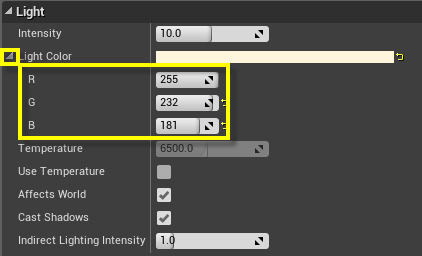 Light
Intensity 10.0
Light Color
R 255
G 232
B 181
Temperature 6500.0
Use Temperature
Affects World
Cast Shadows
Indirect Lighting Intensity 1.0